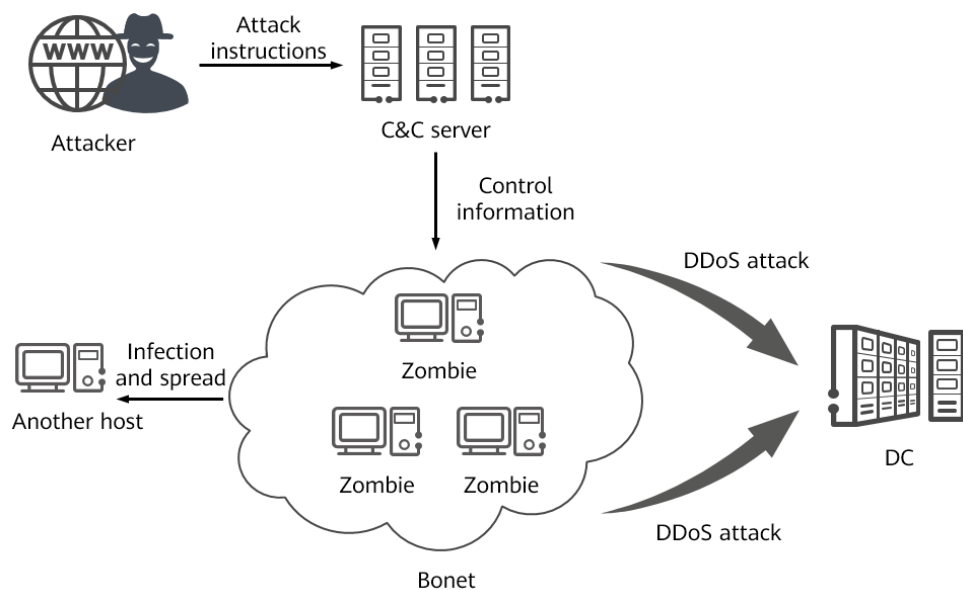 WWW
Attack
instructions
Attacker
C&C server
Control
information
DDoS attack
Zombie
Infection
and spread
Another host
Zombie
Zombie
DC
DDoS attack
Bonet